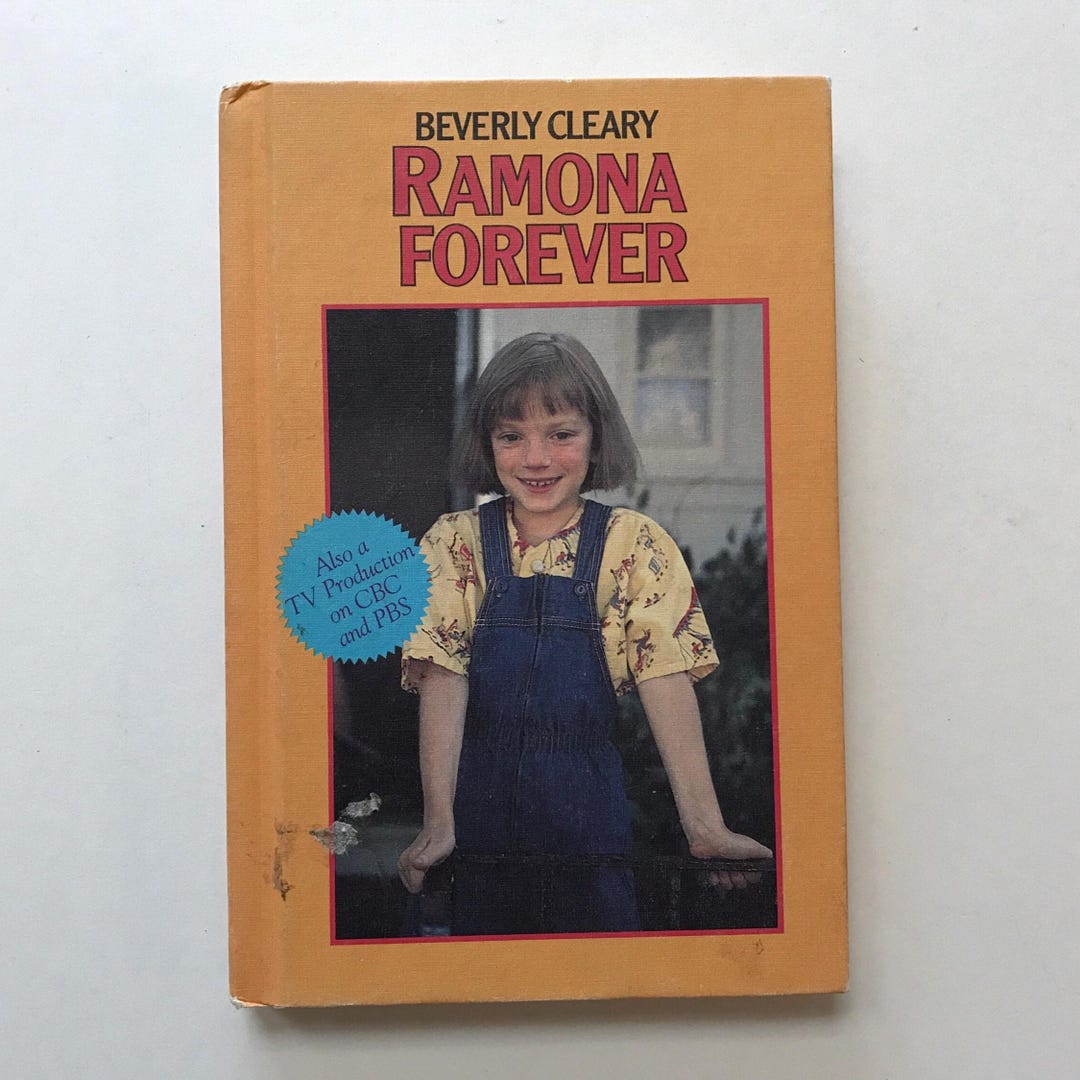 BEVERLY CLEARY
RAMONA
FOREVER
Also a
TV Production
on CBC
and PBS